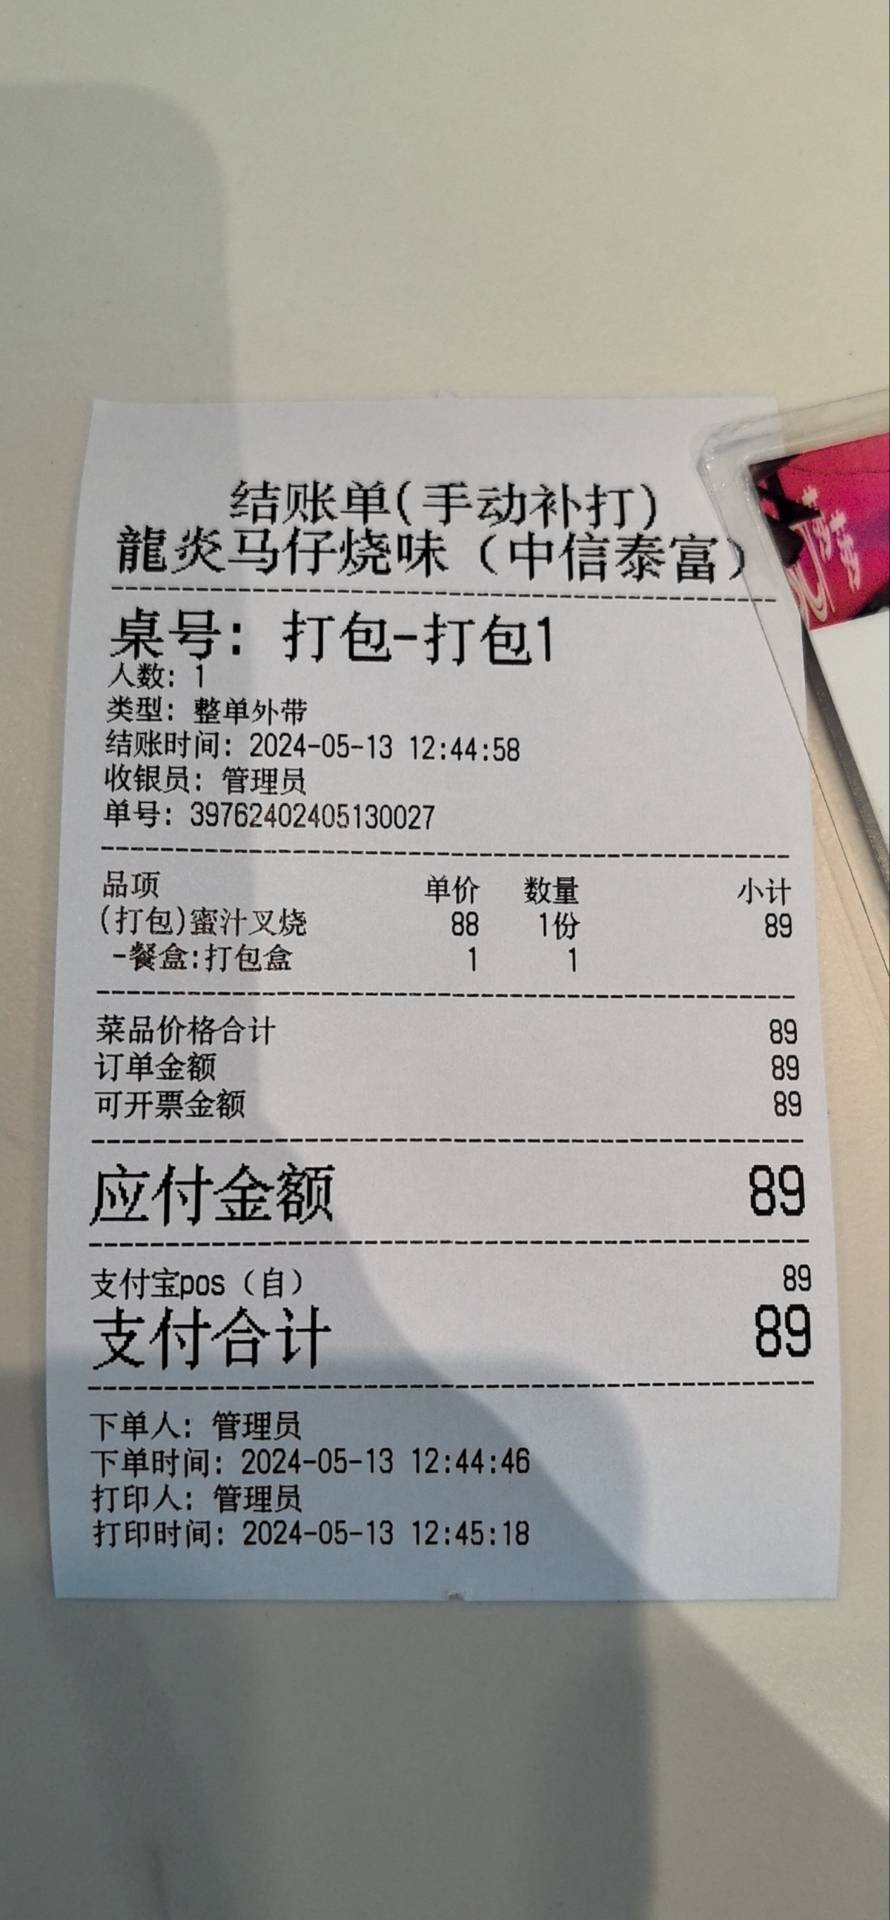 结账单(手动补打)
龍炎马仔烧味（中信泰富）
桌号: 打包-打包1
人数: 1
类型: 整单外带
结账时间: 2024-05-13 12:44:58
收银员: 管理员
单号: 39762402405130027
品项 单价 数量 小计
(打包)蜜汁叉烧 88 1份 89
-餐盒:打包盒 1 1
菜品价格合计 89
订单金额 89
可开票金额 89
应付金额 89
支付宝pos（自） 89
支付合计 89
下单人: 管理员
下单时间: 2024-05-13 12:44:46
打印人: 管理员
打印时间: 2024-05-13 12:45:18